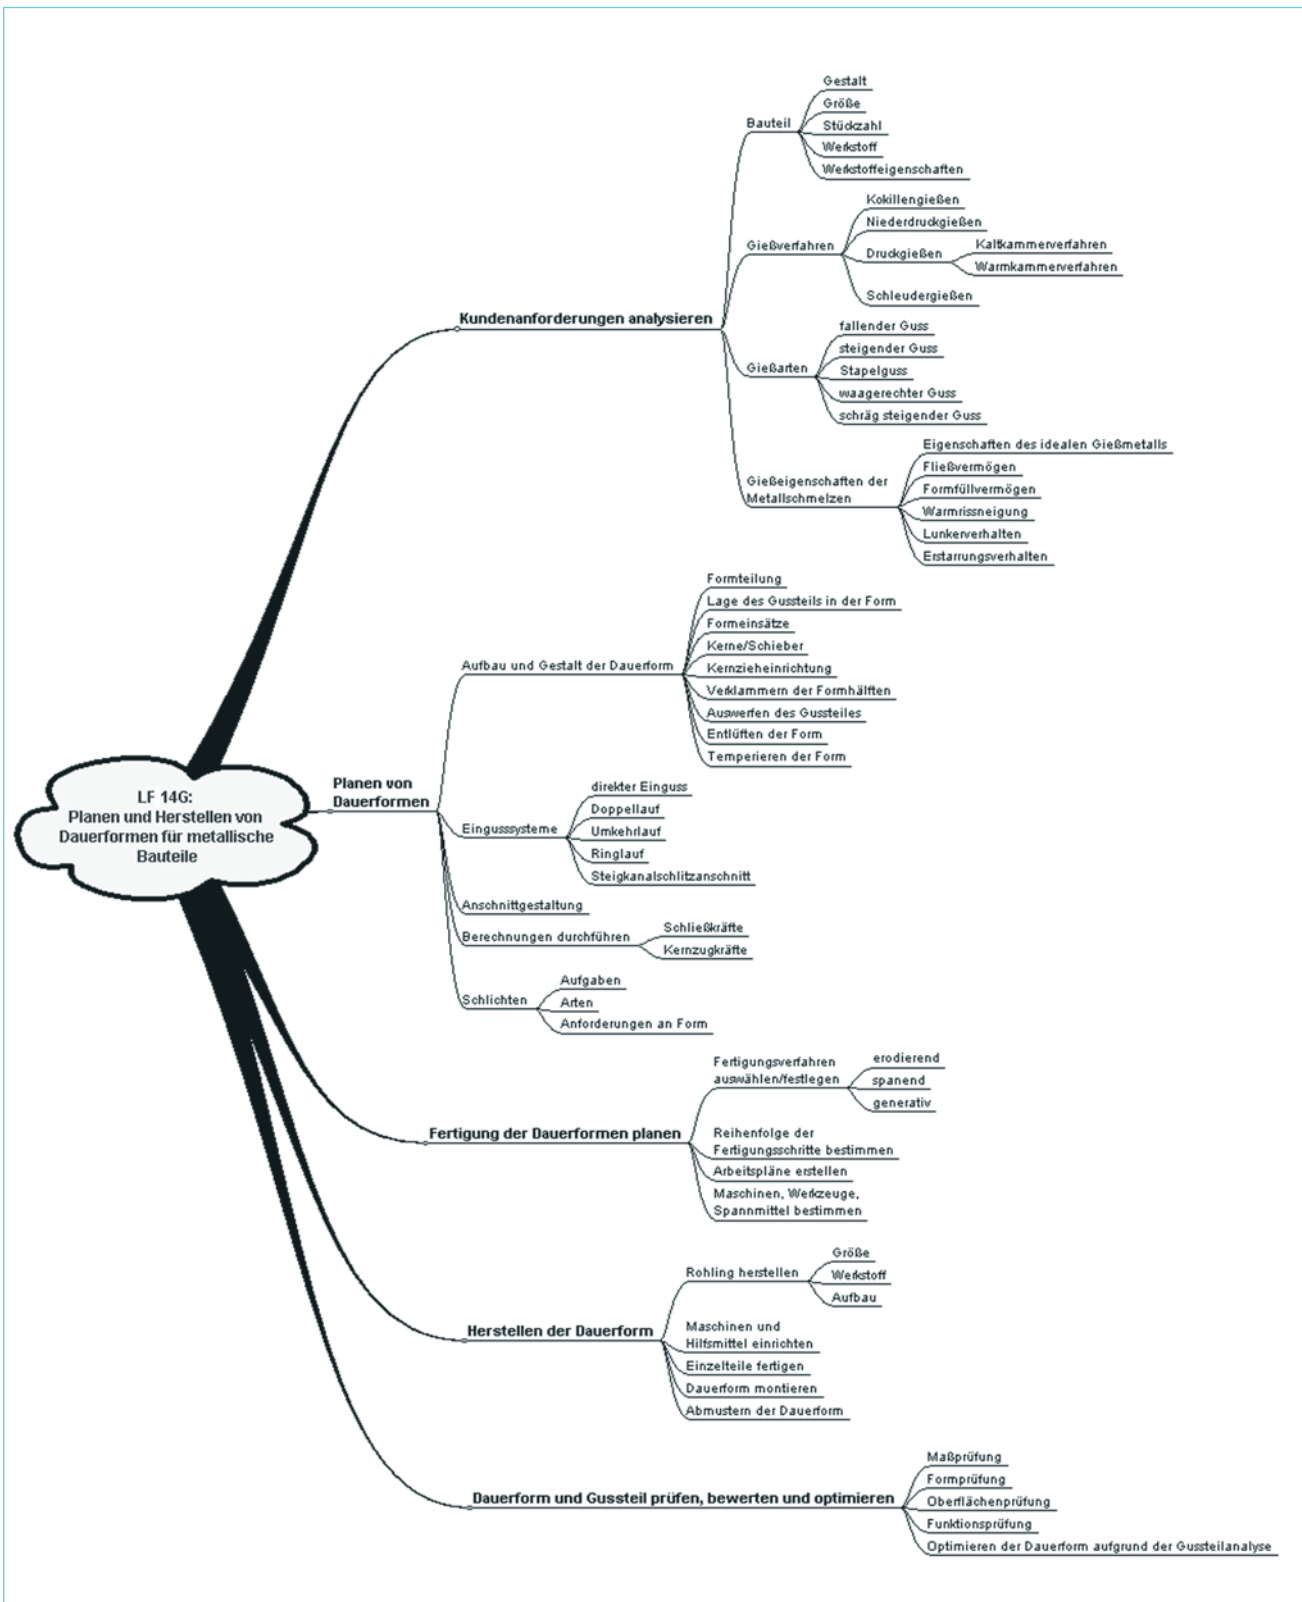 LF 14G:
Planen und Herstellen von
Dauerformen für metallische
Bauteile
Kundenanforderungen analysieren
Bauteil
Gestalt
Größe
Stückzahl
Werkstoff
Werkstoffeigenschaften
Gießverfahren
Kokillengießen
Niederdruckgießen
Druckgießen
Kaltkammerverfahren
Warmkammerverfahren
Schleudergießen
Gießarten
fallender Guss
steigender Guss
Stapelguss
waagerechter Guss
schräg steigender Guss
Gießeigenschaften der
Metallschmelzen
Eigenschaften des idealen Gießmetalls
Fließvermögen
Formfüllvermögen
Warmrissneigung
Lunkerverhalten
Erstarrungsverhalten
Planen von
Dauerformen
Aufbau und Gestalt der Dauerform
Formteilung
Lage des Gussteils in der Form
Formeinsätze
Kerne/Schieber
Kernzieheinrichtung
Verklammern der Formhälften
Auswerfen des Gussteiles
Entlüften der Form
Temperieren der Form
Eingusssysteme
direkter Einguss
Doppellauf
Umkehrlauf
Ringlauf
Steigkanalschlitzanschnitt
Anschnittgestaltung
Berechnungen durchführen
Schließkräfte
Kernzugkräfte
Schlichten
Aufgaben
Arten
Anforderungen an Form
Fertigung der Dauerformen planen
Fertigungsverfahren
auswählen/festlegen
erodierend
spanend
generativ
Reihenfolge der
Fertigungsschritte bestimmen
Arbeitspläne erstellen
Maschinen, Werkzeuge,
Spannmittel bestimmen
Herstellen der Dauerform
Rohling herstellen
Größe
Werkstoff
Aufbau
Maschinen und
Hilfsmittel einrichten
Einzelteile fertigen
Dauerform montieren
Abmustern der Dauerform
Dauerform und Gussteil prüfen, bewerten und optimieren
Maßprüfung
Formprüfung
Oberflächenprüfung
Funktionsprüfung
Optimieren der Dauerform aufgrund der Gussteilanalyse